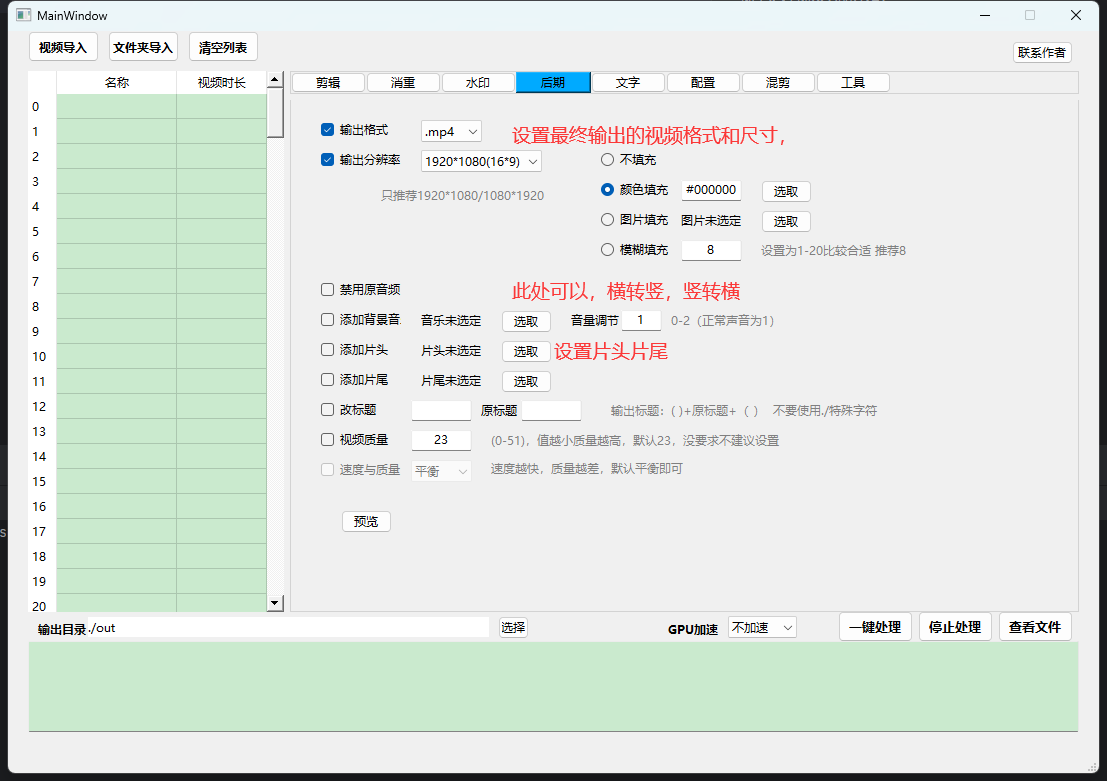 MainWindow
视频导入 文件夹导入 清空列表 联系作者
名称 视频时长
剪辑 消重 水印 后期 文字 配置 混剪 工具
0
1
2
3
4
5
6
7
8
9
10
11
12
13
14
15
16
17
18
19
20
输出格式 .mp4 设置最终输出的视频格式和尺寸，
输出分辨率 1920*1080(16*9) 不填充
只推荐1920*1080/1080*1920 颜色填充 #000000 选取
图片填充 图片未选定 选取
模糊填充 8 设置为1-20比较合适 推荐8
禁用原音频 此处可以，横转竖，竖转横
添加背景音 音乐未选定 选取 音量调节 1 0-2（正常声音为1）
添加片头 片头未选定 选取 设置片头片尾
添加片尾 片尾未选定 选取
改标题 原标题 输出标题：( )+原标题+（ ） 不要使用./特殊字符
视频质量 23 (0-51)，值越小质量越高，默认23，没要求不建议设置
速度与质量 平衡 速度越快，质量越差，默认平衡即可
预览
输出目录 ./out 选择 GPU加速 不加速 一键处理 停止处理 查看文件